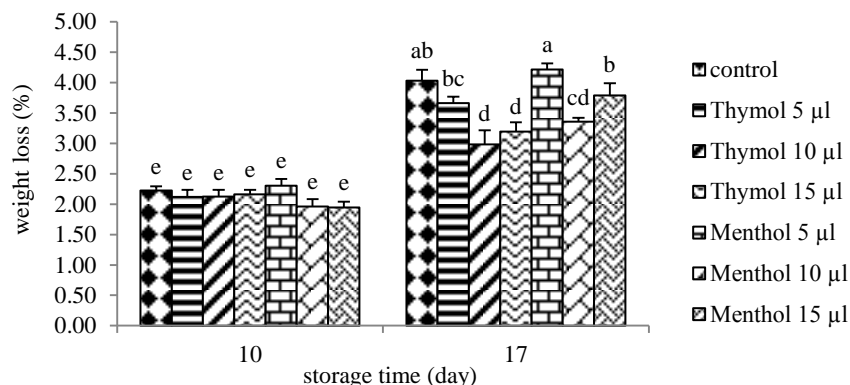 weight loss (%)
5.00
4.50
4.00
3.50
3.00
2.50
2.00
1.50
1.00
0.50
0.00
e e e e e e e
ab bc d d a cd b
10 17
storage time (day)
control
Thymol 5 µl
Thymol 10 µl
Thymol 15 µl
Menthol 5 µl
Menthol 10 µl
Menthol 15 µl